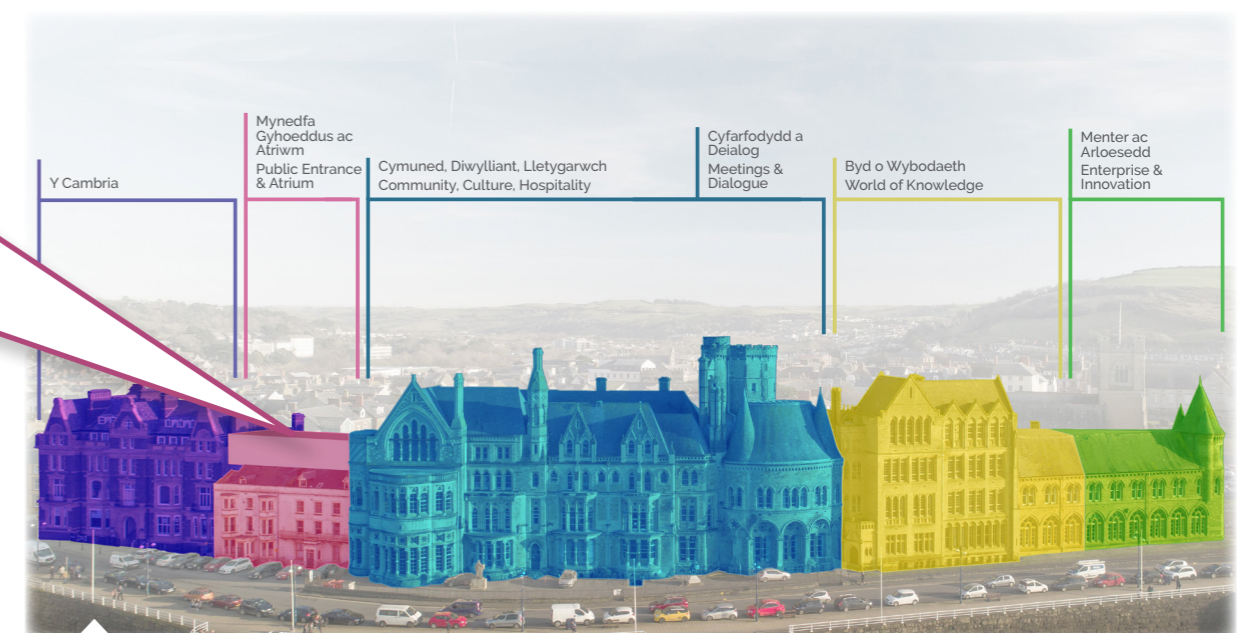 Y Cambria
Mynedfa
Gyhoeddus ac
Atriwm
Public Entrance
& Atrium
Cymuned, Diwylliant, Lletygarwch
Community, Culture, Hospitality
Cyfarfodydd a
Deialog
Meetings &
Dialogue
Byd o Wybodaeth
World of Knowledge
Menter ac
Arloesedd
Enterprise &
Innovation